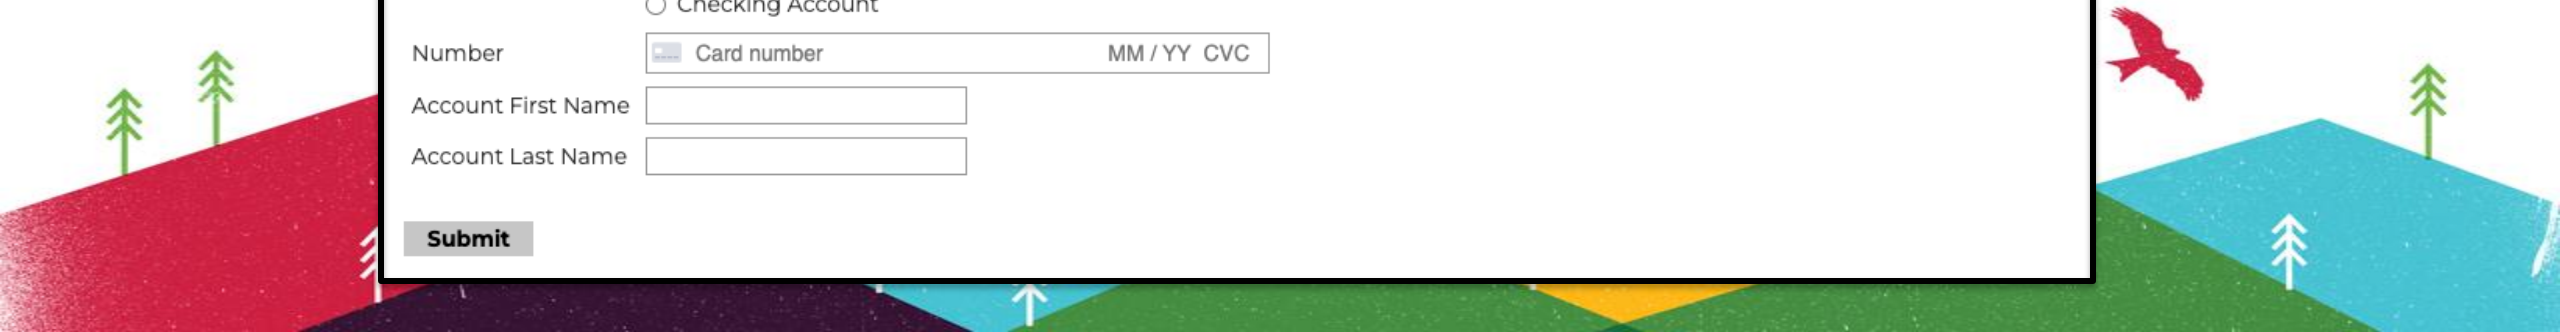 Checking Account
Number Card number MM / YY CVC
Account First Name
Account Last Name
Submit